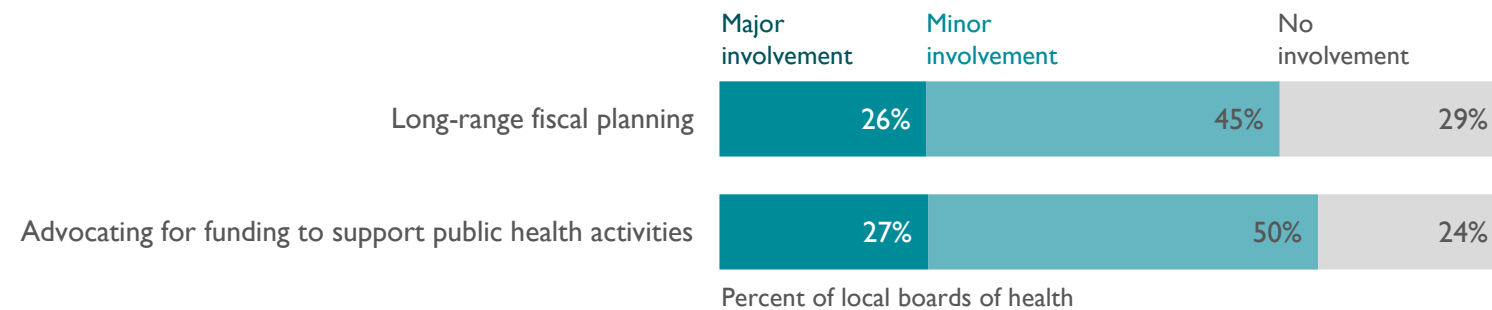 Major
involvement
Minor
involvement
No
involvement
Long-range fiscal planning
26%
45%
29%
Advocating for funding to support public health activities
27%
50%
24%
Percent of local boards of health